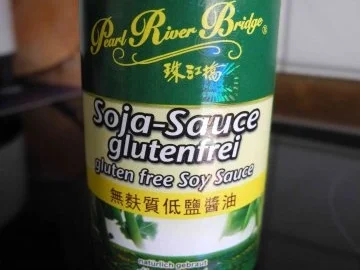 Pearl River Bridge®
珠江橋
Soja-Sauce
glutenfrei
gluten free Soy Sauce
無麩質低鹽醬油
natürlich gebraut